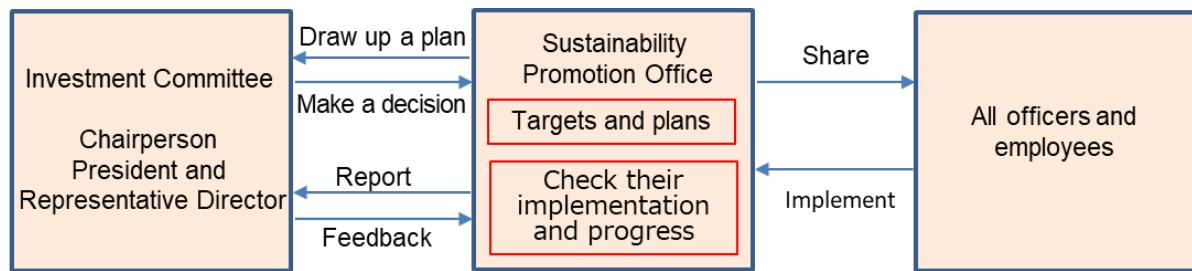 Investment Committee
Chairperson
President and
Representative Director
Draw up a plan
Make a decision
Report
Feedback
Sustainability
Promotion Office
Targets and plans
Check their
implementation
and progress
Share
Implement
All officers and
employees